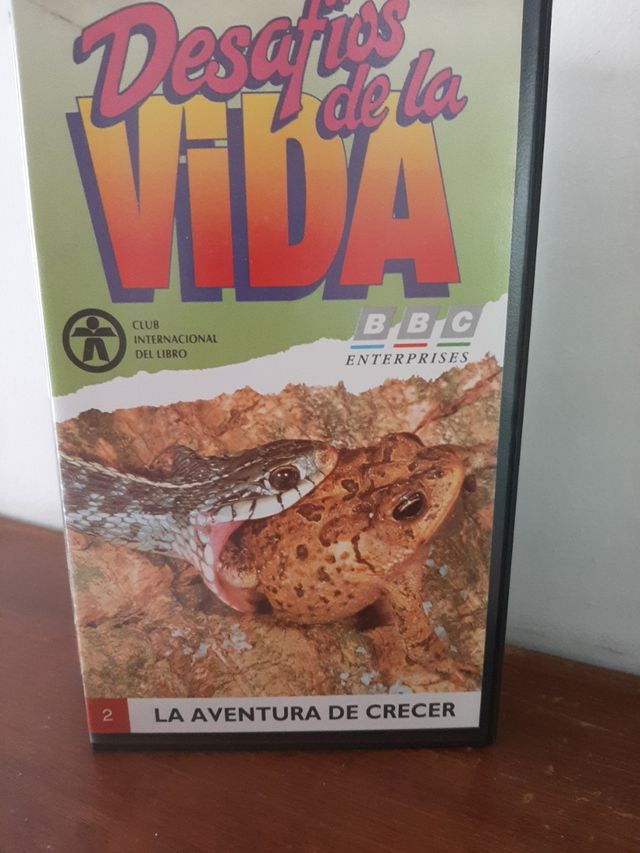 Desafíos
de la
ViDA
CLUB
INTERNACIONAL
DEL LIBRO
BBC
ENTERPRISES
2 LA AVENTURA DE CRECER